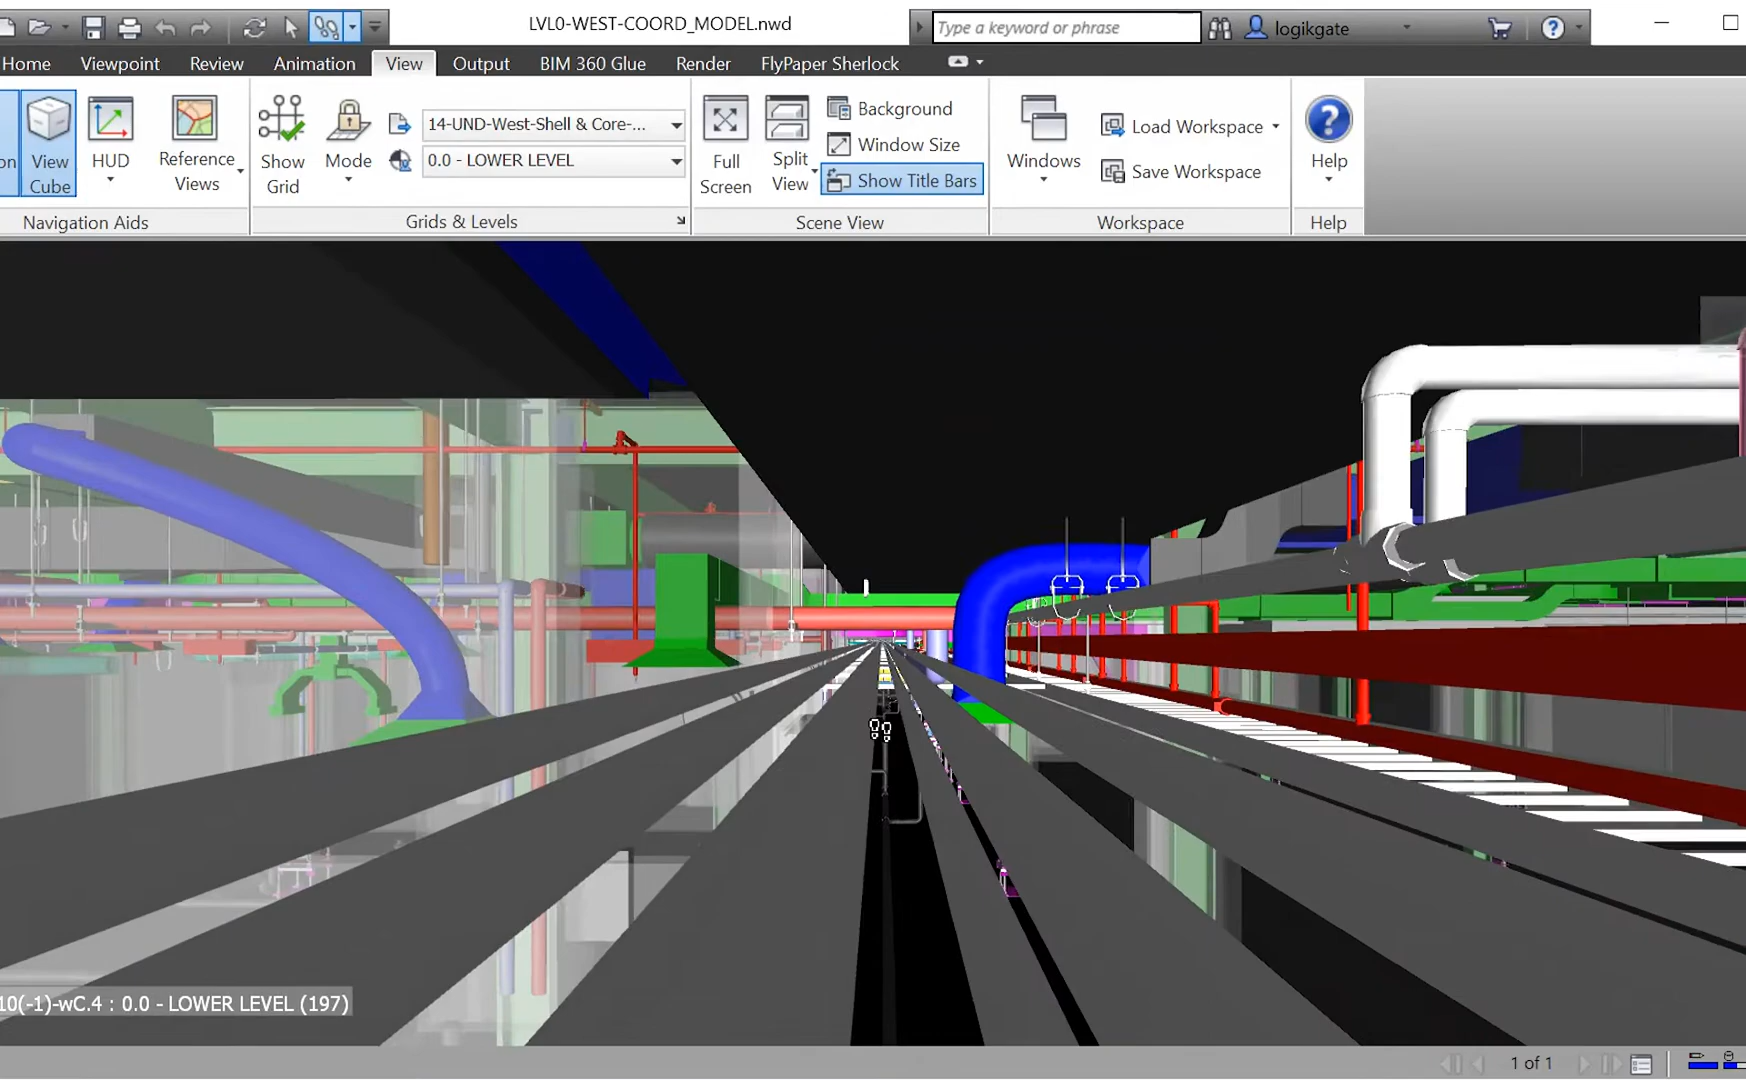 LVL0-WEST-COORD_MODEL.nwd
Type a keyword or phrase
logikgate
Home Viewpoint Review Animation View Output BIM 360 Glue Render FlyPaper Sherlock
View Cube
HUD
Reference Views
Navigation Aids
Show Grid
Mode
14-UND-West-Shell & Core-...
0.0 - LOWER LEVEL
Grids & Levels
Full Screen
Split View
Background
Window Size
Show Title Bars
Scene View
Windows
Load Workspace
Save Workspace
Workspace
Help
Help
10(-1)-wC.4 : 0.0 - LOWER LEVEL (197)
1 of 1